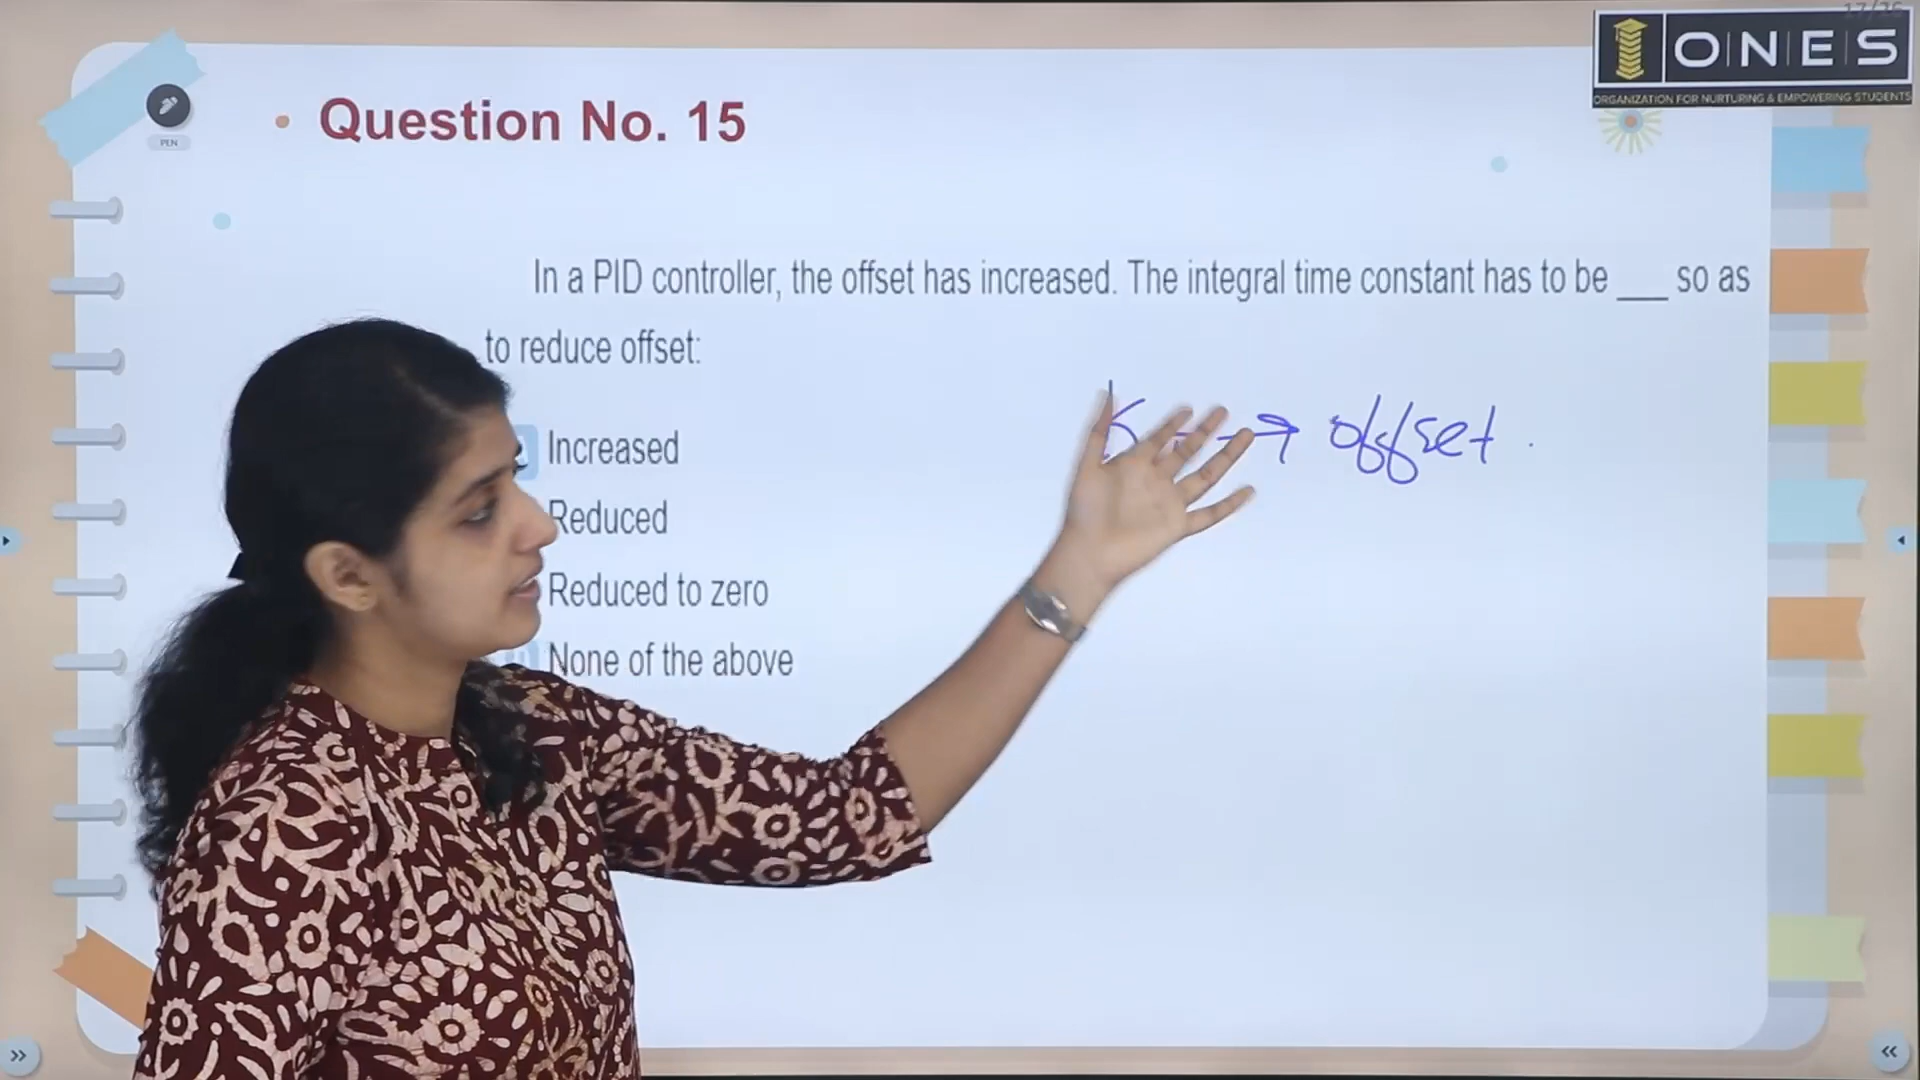 17/26
ONES
ORGANIZATION FOR NURTURING & EMPOWERING STUDENTS
PEN
• Question No. 15
In a PID controller, the offset has increased. The integral time constant has to be ___ so as
to reduce offset:
Increased
Reduced
Reduced to zero
None of the above
→ offset.